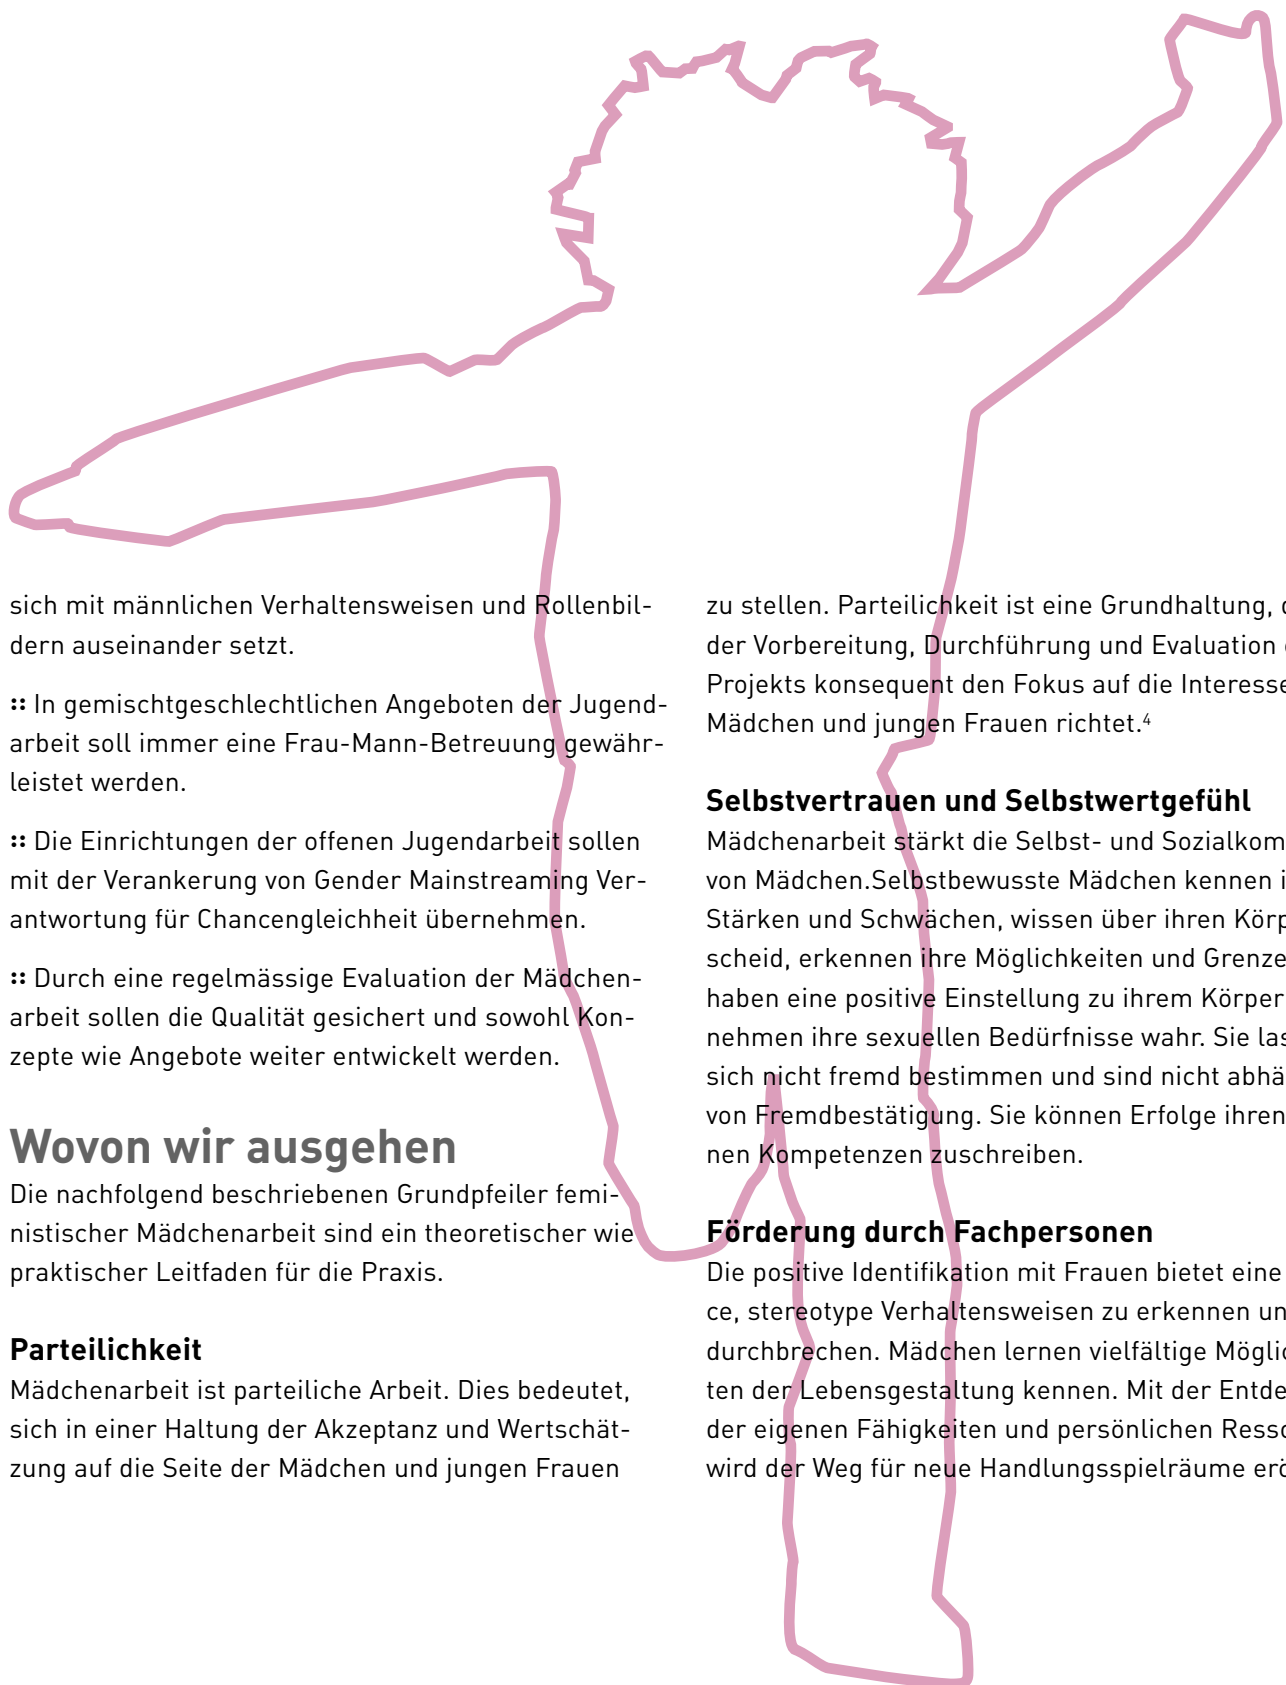 sich mit männlichen Verhaltensweisen und Rollenbil-
dern auseinander setzt.
:: In gemischtgeschlechtlichen Angeboten der Jugend-
arbeit soll immer eine Frau-Mann-Betreuung gewähr-
leistet werden.
:: Die Einrichtungen der offenen Jugendarbeit sollen
mit der Verankerung von Gender Mainstreaming Ver-
antwortung für Chancengleichheit übernehmen.
:: Durch eine regelmässige Evaluation der Mädchen-
arbeit sollen die Qualität gesichert und sowohl Kon-
zepte wie Angebote weiter entwickelt werden.
Wovon wir ausgehen
Die nachfolgend beschriebenen Grundpfeiler femi-
nistischer Mädchenarbeit sind ein theoretischer wie
praktischer Leitfaden für die Praxis.
Parteilichkeit
Mädchenarbeit ist parteiliche Arbeit. Dies bedeutet,
sich in einer Haltung der Akzeptanz und Wertschät-
zung auf die Seite der Mädchen und jungen Frauen
zu stellen. Parteilichkeit ist eine Grundhaltung,
der Vorbereitung, Durchführung und Evaluation
Projekts konsequent den Fokus auf die Interesse
Mädchen und jungen Frauen richtet.⁴
Selbstvertrauen und Selbstwertgefühl
Mädchenarbeit stärkt die Selbst- und Sozialkom
von Mädchen.Selbstbewusste Mädchen kennen i
Stärken und Schwächen, wissen über ihren Körp
scheid, erkennen ihre Möglichkeiten und Grenze
haben eine positive Einstellung zu ihrem Körper
nehmen ihre sexuellen Bedürfnisse wahr. Sie las
sich nicht fremd bestimmen und sind nicht abhä
von Fremdbestätigung. Sie können Erfolge ihren
nen Kompetenzen zuschreiben.
Förderung durch Fachpersonen
Die positive Identifikation mit Frauen bietet eine
ce, stereotype Verhaltensweisen zu erkennen un
durchbrechen. Mädchen lernen vielfältige Möglic
ten der Lebensgestaltung kennen. Mit der Entde
der eigenen Fähigkeiten und persönlichen Resso
wird der Weg für neue Handlungsspielräume erö